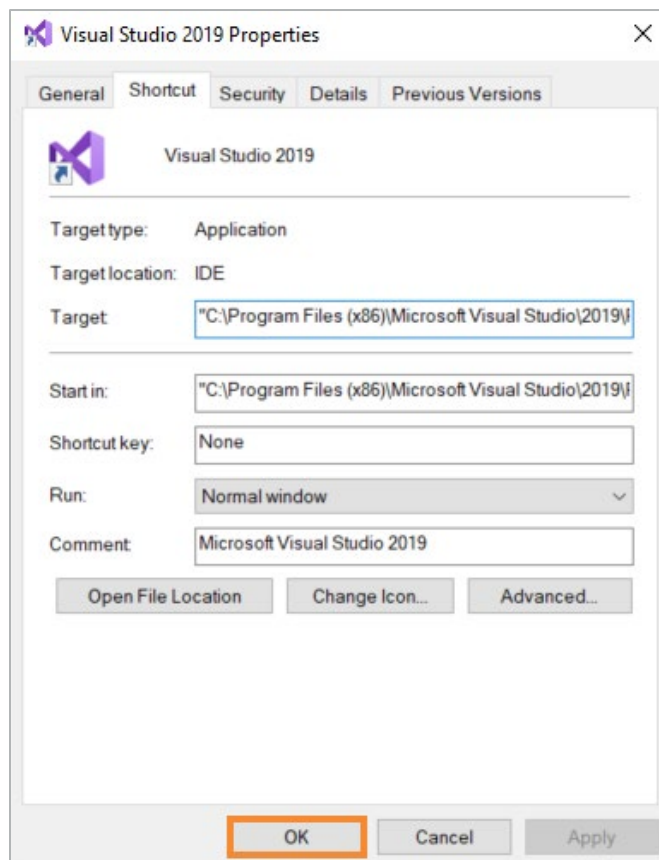 Visual Studio 2019 Properties
General Shortcut Security Details Previous Versions
Visual Studio 2019
Target type: Application
Target location: IDE
Target: "C:\Program Files (x86)\Microsoft Visual Studio\2019\
Start in: "C:\Program Files (x86)\Microsoft Visual Studio\2019\
Shortcut key: None
Run: Normal window
Comment: Microsoft Visual Studio 2019
Open File Location Change Icon... Advanced...
OK Cancel Apply